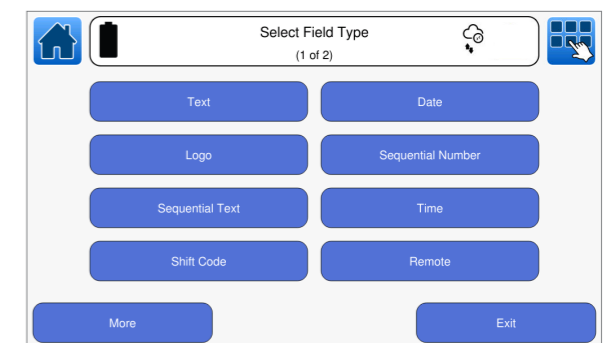 Select Field Type
(1 of 2)
Text
Date
Logo
Sequential Number
Sequential Text
Time
Shift Code
Remote
More
Exit